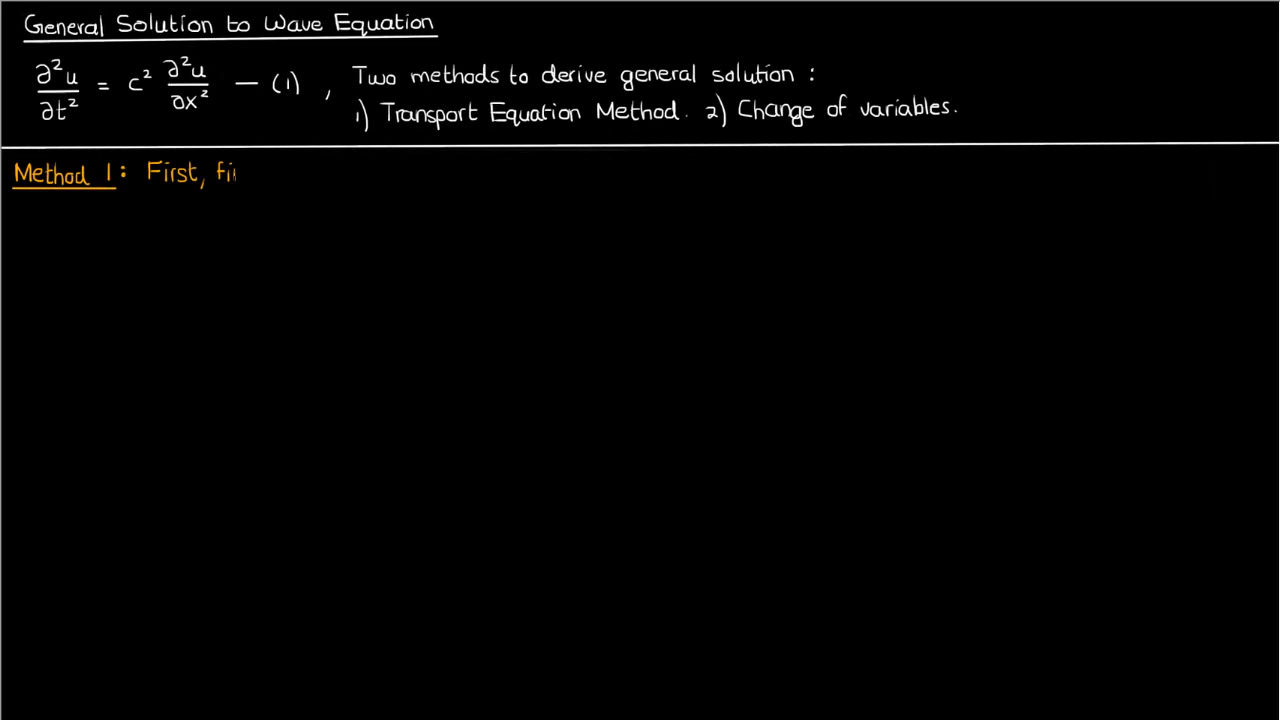 General Solution to Wave Equation
∂²u/∂t² = c² ∂²u/∂x² — (1) , Two methods to derive general solution :
1) Transport Equation Method. 2) Change of variables.
Method 1: First,